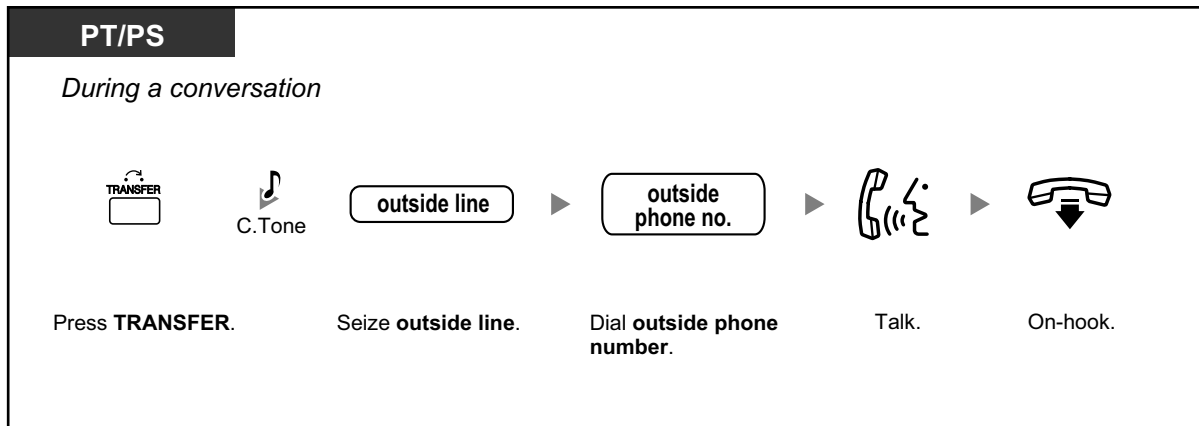 PT/PS
During a conversation
TRANSFER
C.Tone
outside line
outside
phone no.
Press TRANSFER.
Seize outside line.
Dial outside phone
number.
Talk.
On-hook.